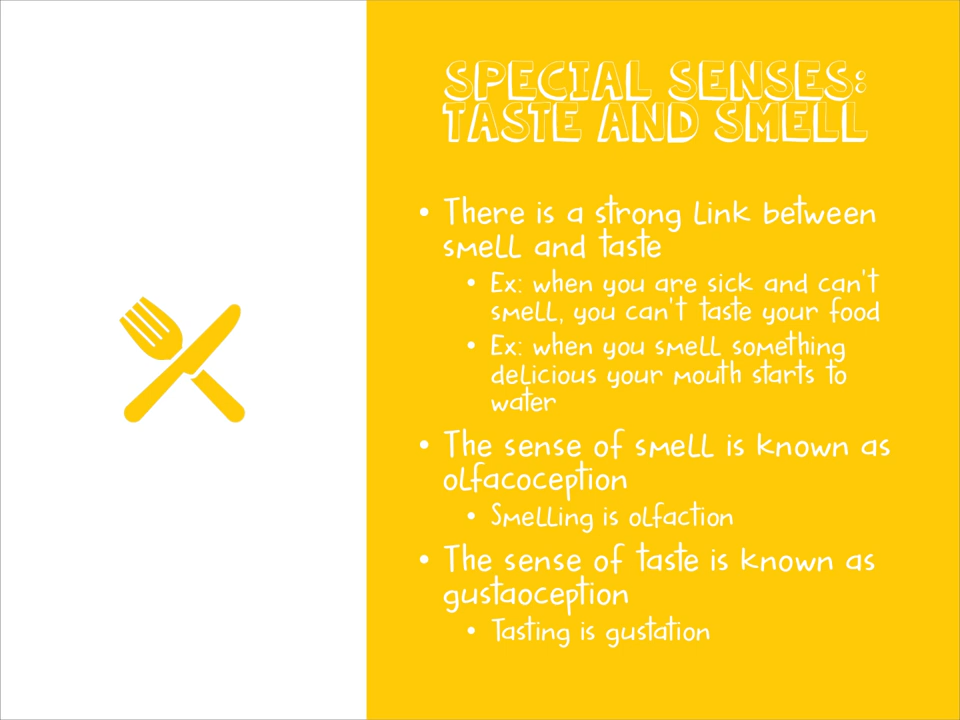 SPECIAL SENSES:
TASTE AND SMELL
• There is a strong link between
smell and taste
• Ex: when you are sick and can't
smell, you can't taste your food
• Ex: when you smell something
delicious your mouth starts to
water
• The sense of smell is known as
olfacoception
• Smelling is olfaction
• The sense of taste is known as
gustaoception
• Tasting is gustation